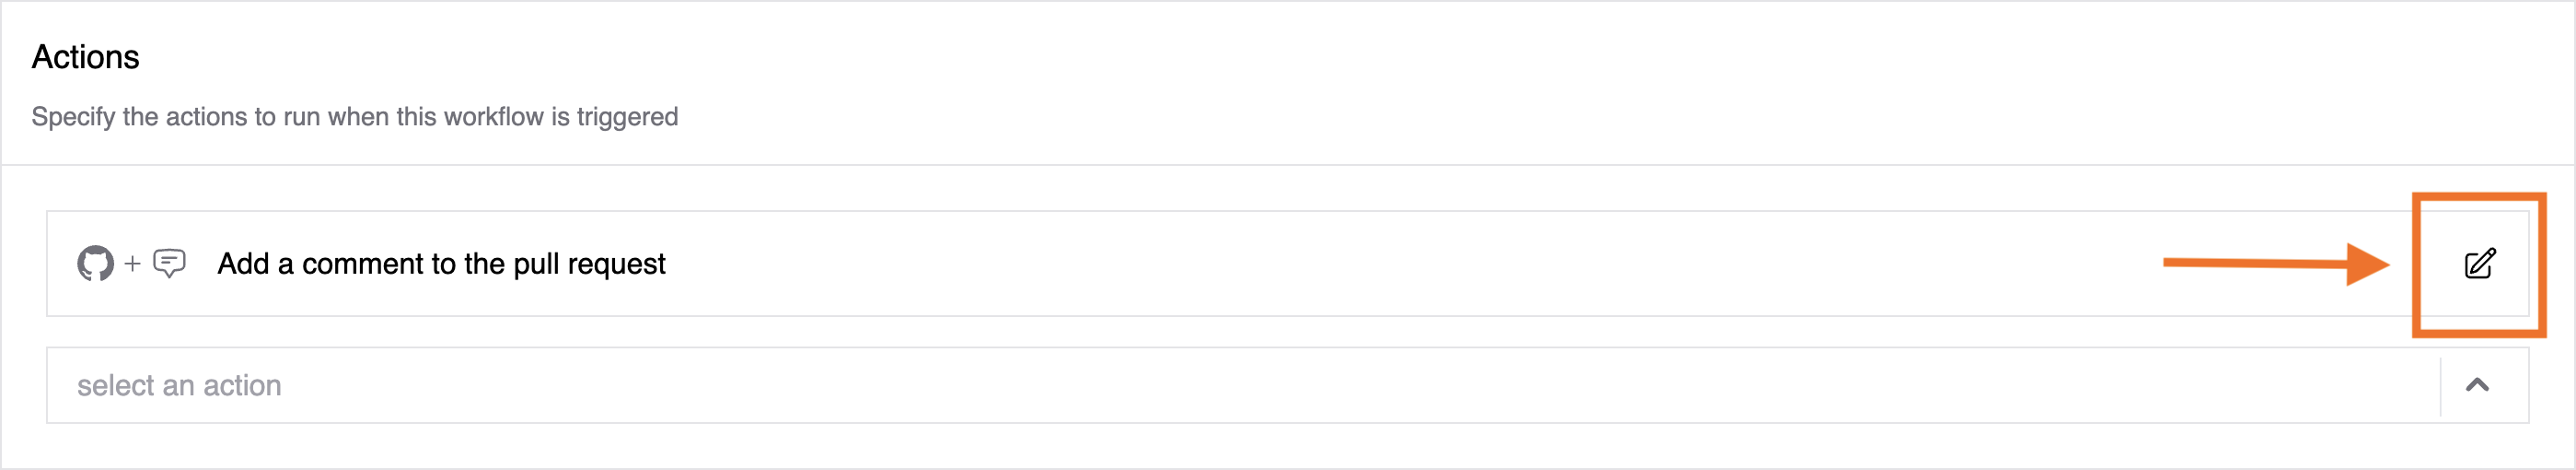 Actions
Specify the actions to run when this workflow is triggered
Add a comment to the pull request
select an action